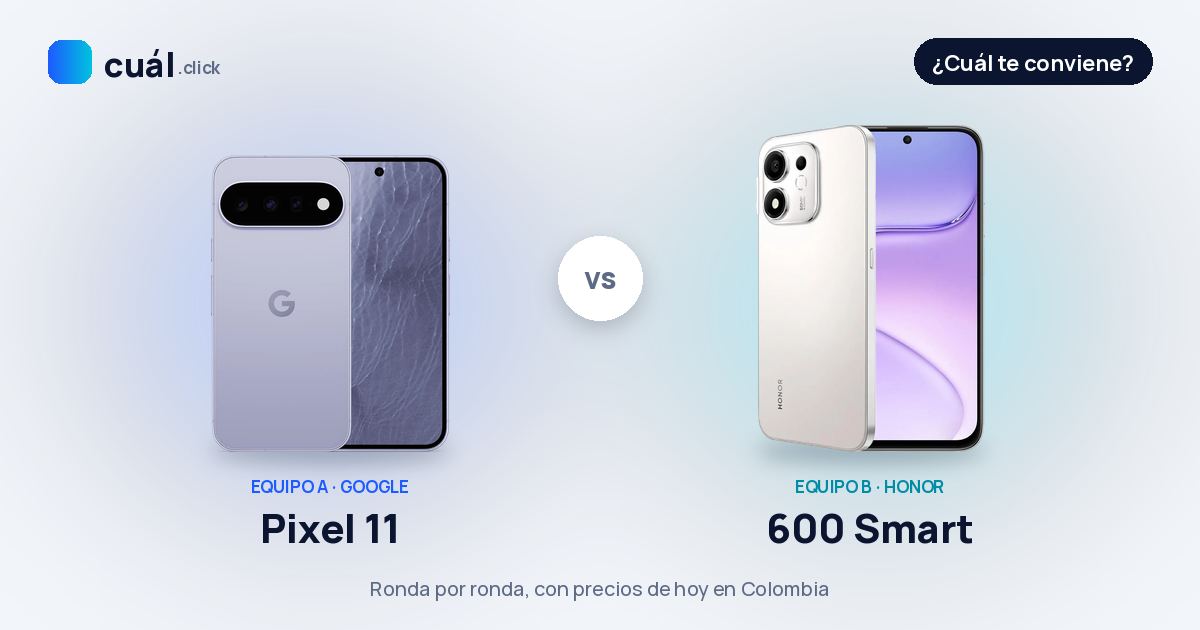 cuál.click
¿Cuál te conviene?
G
HONOR
VS
EQUIPO A · GOOGLE
Pixel 11
EQUIPO B · HONOR
600 Smart
Ronda por ronda, con precios de hoy en Colombia